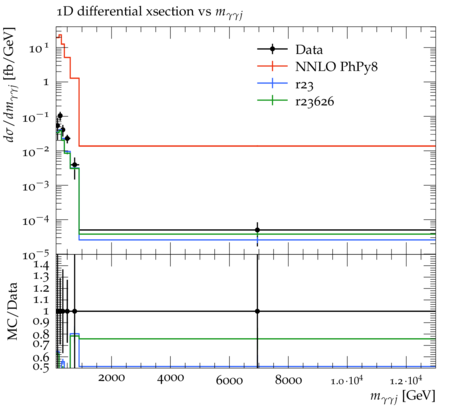 1D differential xsection vs mγγj
dσ/dmγγj [fb/GeV]
10¹
1
10⁻¹
10⁻²
10⁻³
10⁻⁴
10⁻⁵
Data
NNLO PhPy8
r23
r23626
MC/Data
1.4
1.3
1.2
1.1
1
0.9
0.8
0.7
0.6
0.5
2000 4000 6000 8000 1.0·10⁴ 1.2·10⁴
mγγj [GeV]